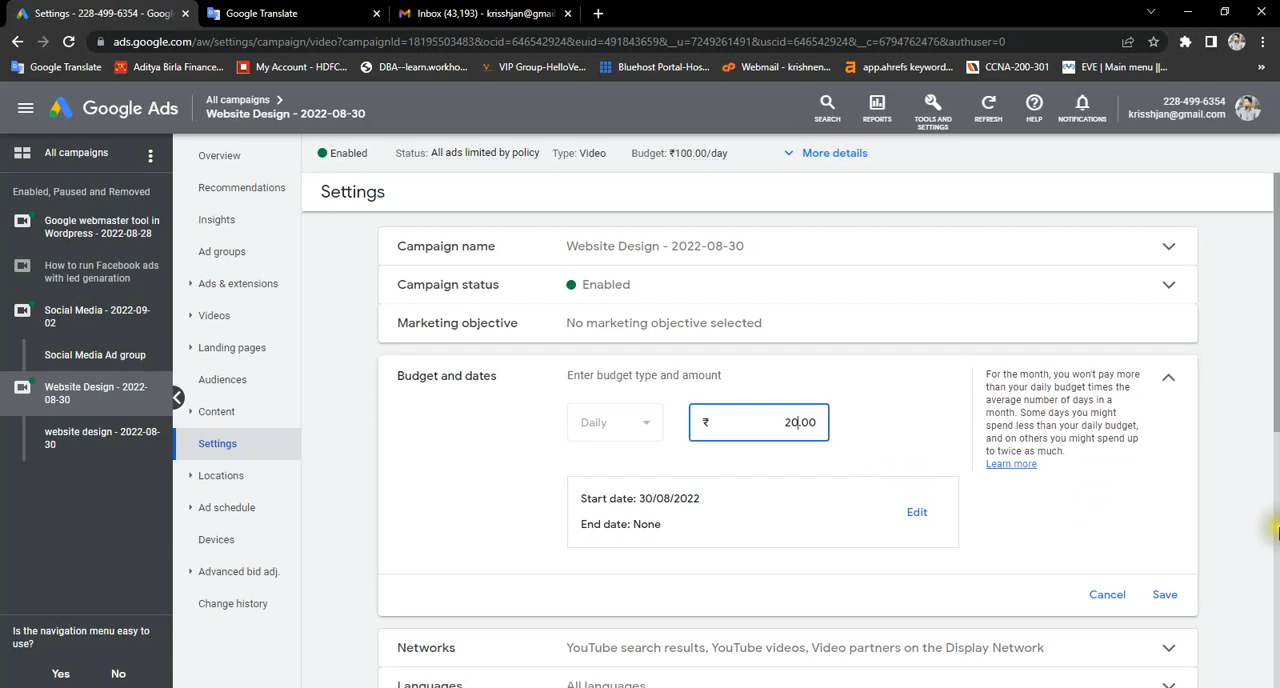 Settings - 228-499-6354 - Googl
Google Translate
Inbox (43,193) - krisshjan@gmai
ads.google.com/aw/settings/campaign/video?campaignId=18195503483&ocid=646542924&euid=491843659&__u=7249261491&uscid=646542924&__c=6794762476&authuser=0
Google Translate
Aditya Birla Finance...
My Account - HDFC...
DBA--learn.workho...
VIP Group-HelloVe...
Bluehost Portal-Hos...
Webmail - krishnen...
app.ahrefs keyword...
CCNA-200-301
EVE | Main menu ||...
Google Ads
All campaigns
Website Design - 2022-08-30
SEARCH
REPORTS
TOOLS AND
SETTINGS
REFRESH
HELP
NOTIFICATIONS
228-499-6354
krisshjan@gmail.com
All campaigns
Enabled, Paused and Removed
Google webmaster tool in
Wordpress - 2022-08-28
How to run Facebook ads
with led genaration
Social Media - 2022-09-
02
Social Media Ad group
Website Design - 2022-
08-30
website design - 2022-08-
30
Is the navigation menu easy to
use?
Yes
No
Overview
Recommendations
Insights
Ad groups
Ads & extensions
Videos
Landing pages
Audiences
Content
Settings
Locations
Ad schedule
Devices
Advanced bid adj.
Change history
Enabled
Status: All ads limited by policy
Type: Video
Budget: ₹100.00/day
More details
Settings
Campaign name
Website Design - 2022-08-30
Campaign status
Enabled
Marketing objective
No marketing objective selected
Budget and dates
Enter budget type and amount
Daily
₹ 20.00
Start date: 30/08/2022
End date: None
Edit
For the month, you won't pay more
than your daily budget times the
average number of days in a
month. Some days you might
spend less than your daily budget,
and on others you might spend up
to twice as much.
Learn more
Cancel
Save
Networks
YouTube search results, YouTube videos, Video partners on the Display Network
Languages
All languages